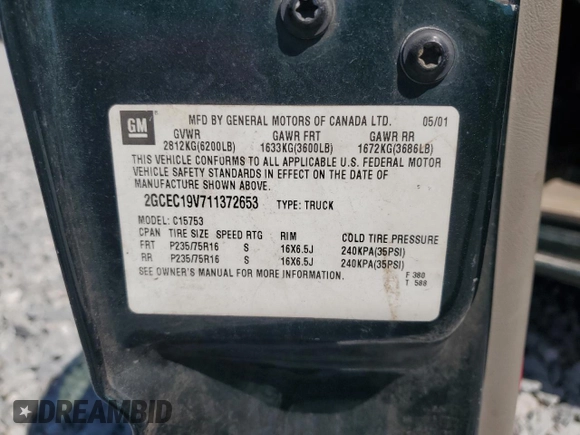 GM
MFD BY GENERAL MOTORS OF CANADA LTD. 05/01
GVWR GAWR FRT GAWR RR
2812KG(6200LB) 1633KG(3600LB) 1672KG(3686LB)
THIS VEHICLE CONFORMS TO ALL APPLICABLE U.S. FEDERAL MOTOR
VEHICLE SAFETY STANDARDS IN EFFECT ON THE DATE OF
MANUFACTURE SHOWN ABOVE.
2GCEC19V711372653 TYPE: TRUCK
MODEL: C15753
CPAN TIRE SIZE SPEED RTG RIM COLD TIRE PRESSURE
FRT P235/75R16 S 16X6.5J 240KPA(35PSI)
RR P235/75R16 S 16X6.5J 240KPA(35PSI)
SEE OWNER'S MANUAL FOR MORE INFORMATION.
F 380
T 588
DREAMBID